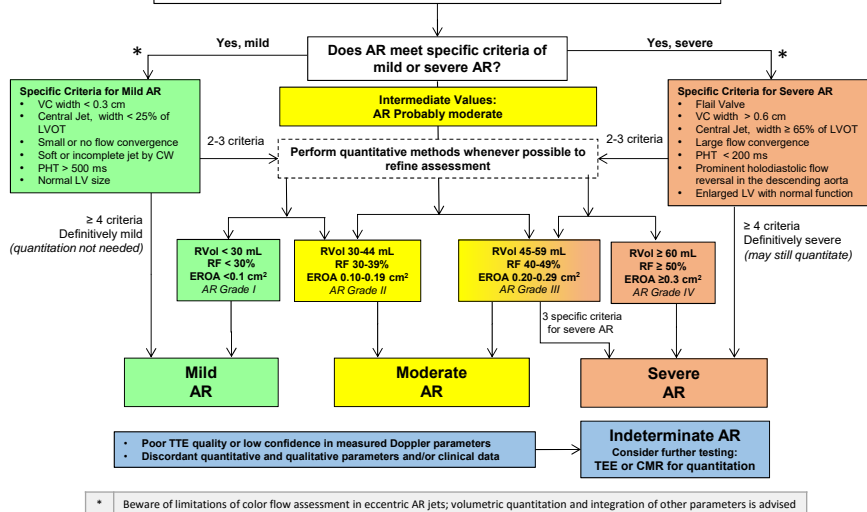 Yes, mild
Does AR meet specific criteria of
mild or severe AR?
Yes, severe
*
*
Specific Criteria for Mild AR
• VC width < 0.3 cm
• Central Jet, width < 25% of
LVOT
• Small or no flow convergence
• Soft or incomplete jet by CW
• PHT > 500 ms
• Normal LV size
Intermediate Values:
AR Probably moderate
Specific Criteria for Severe AR
• Flail Valve
• VC width > 0.6 cm
• Central Jet, width ≥ 65% of LVOT
• Large flow convergence
• PHT < 200 ms
• Prominent holodiastolic flow
reversal in the descending aorta
• Enlarged LV with normal function
2-3 criteria
Perform quantitative methods whenever possible to
refine assessment
2-3 criteria
≥ 4 criteria
Definitively mild
(quantitation not needed)
≥ 4 criteria
Definitively severe
(may still quantitate)
RVol < 30 mL
RF < 30%
EROA <0.1 cm²
AR Grade I
RVol 30-44 mL
RF 30-39%
EROA 0.10-0.19 cm²
AR Grade II
RVol 45-59 mL
RF 40-49%
EROA 0.20-0.29 cm²
AR Grade III
RVol ≥ 60 mL
RF ≥ 50%
EROA ≥0.3 cm²
AR Grade IV
3 specific criteria
for severe AR
Mild
AR
Moderate
AR
Severe
AR
• Poor TTE quality or low confidence in measured Doppler parameters
• Discordant quantitative and qualitative parameters and/or clinical data
Indeterminate AR
Consider further testing:
TEE or CMR for quantitation
* Beware of limitations of color flow assessment in eccentric AR jets; volumetric quantitation and integration of other parameters is advised